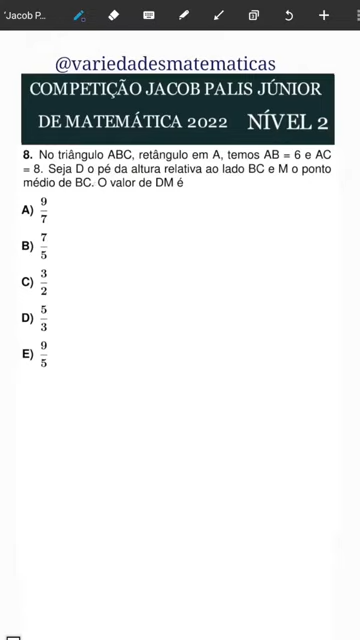 'Jacob P...
@variedadesmatematicas
COMPETIÇÃO JACOB PALIS JÚNIOR
DE MATEMÁTICA 2022 NÍVEL 2
8. No triângulo ABC, retângulo em A, temos AB = 6 e AC
= 8. Seja D o pé da altura relativa ao lado BC e M o ponto
médio de BC. O valor de DM é
A) 9/7
B) 7/5
C) 3/2
D) 5/3
E) 9/5